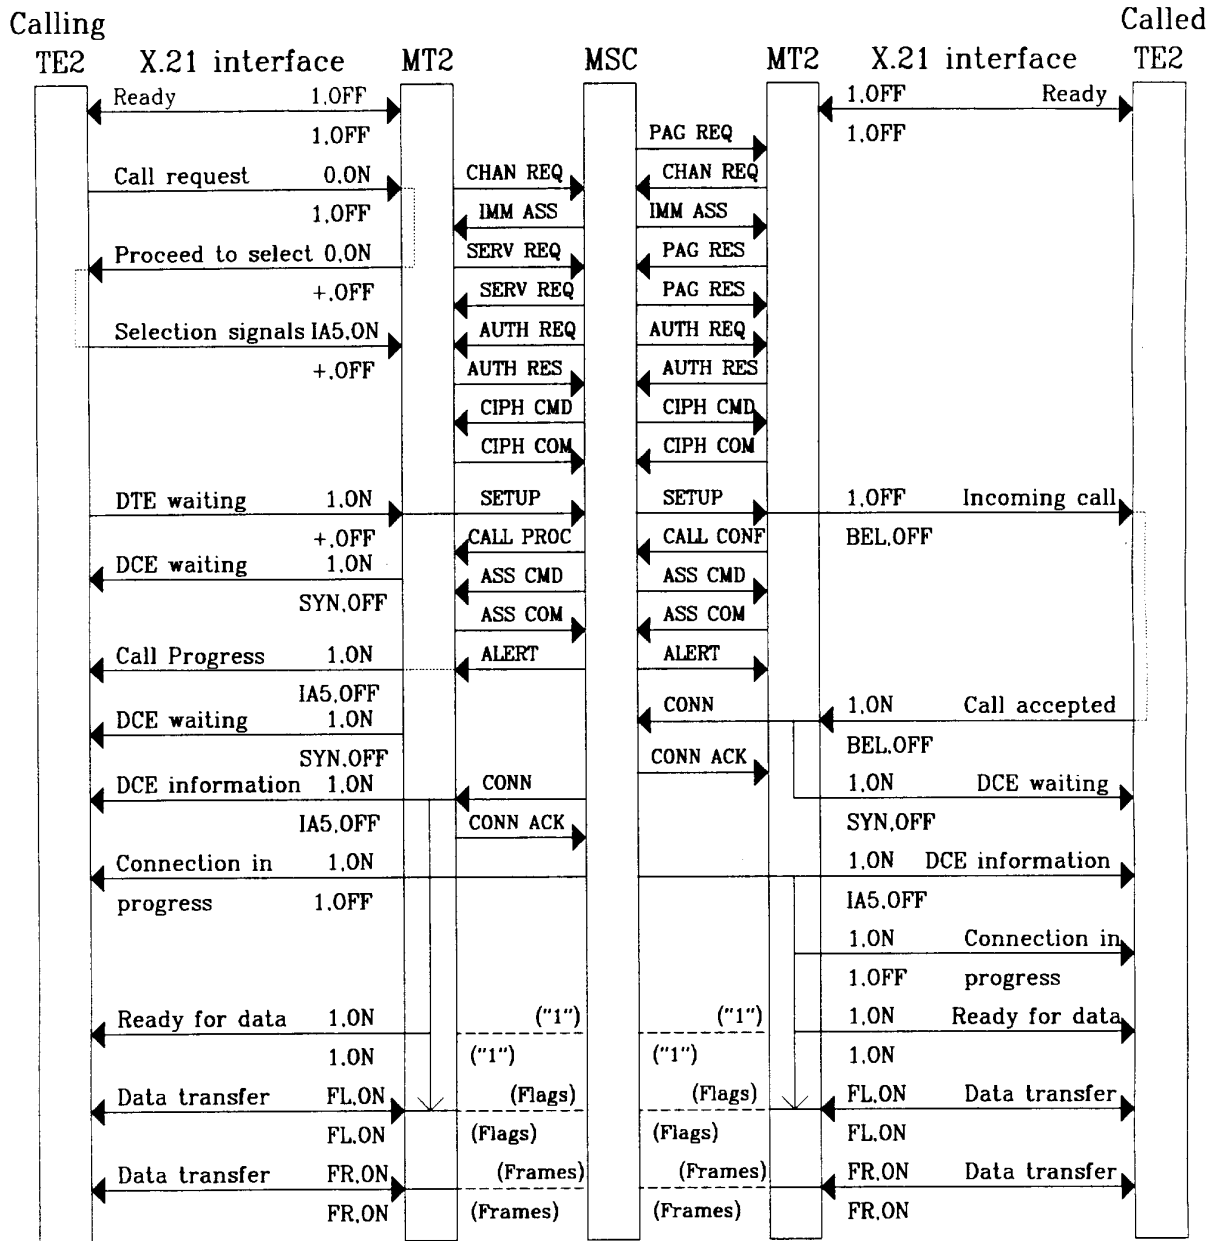 Calling Called
TE2 X.21 interface MT2 MSC MT2 X.21 interface TE2
Ready 1.OFF 1.OFF Ready
1.OFF PAG REQ 1.OFF
Call request 0.ON CHAN REQ CHAN REQ
1.OFF IMM ASS IMM ASS
Proceed to select 0.ON SERV REQ PAG RES
+.OFF SERV REQ PAG RES
Selection signals IA5.ON AUTH REQ AUTH REQ
+.OFF AUTH RES AUTH RES
CIPH CMD CIPH CMD
CIPH COM CIPH COM
DTE waiting 1.ON SETUP SETUP 1.OFF Incoming call
+.OFF CALL PROC CALL CONF BEL.OFF
DCE waiting 1.ON ASS CMD ASS CMD
SYN.OFF ASS COM ASS COM
Call Progress 1.ON ALERT ALERT
IA5.OFF CONN 1.ON Call accepted
DCE waiting 1.ON
SYN.OFF CONN ACK BEL.OFF
DCE information 1.ON CONN 1.ON DCE waiting
IA5.OFF CONN ACK SYN.OFF
Connection in 1.ON 1.ON DCE information
progress 1.OFF IA5.OFF
1.ON Connection in
1.OFF progress
Ready for data 1.ON ("1") ("1") 1.ON Ready for data
1.ON ("1") ("1") 1.ON
Data transfer FL.ON (Flags) (Flags) FL.ON Data transfer
FL.ON (Flags) (Flags) FL.ON
Data transfer FR.ON (Frames) (Frames) FR.ON Data transfer
FR.ON (Frames) (Frames) FR.ON